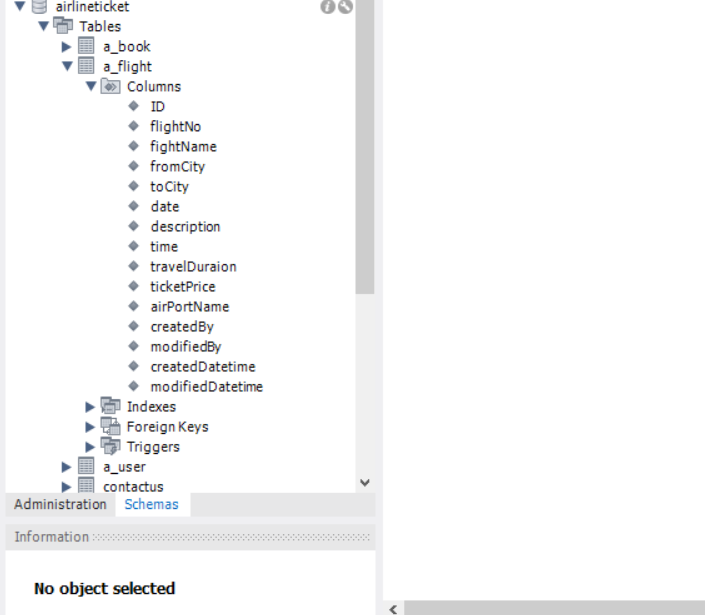 airlineticket
Tables
a_book
a_flight
Columns
ID
flightNo
fightName
fromCity
toCity
date
description
time
travelDuraion
ticketPrice
airPortName
createdBy
modifiedBy
createdDatetime
modifiedDatetime
Indexes
Foreign Keys
Triggers
a_user
contactus
Administration Schemas
Information
No object selected